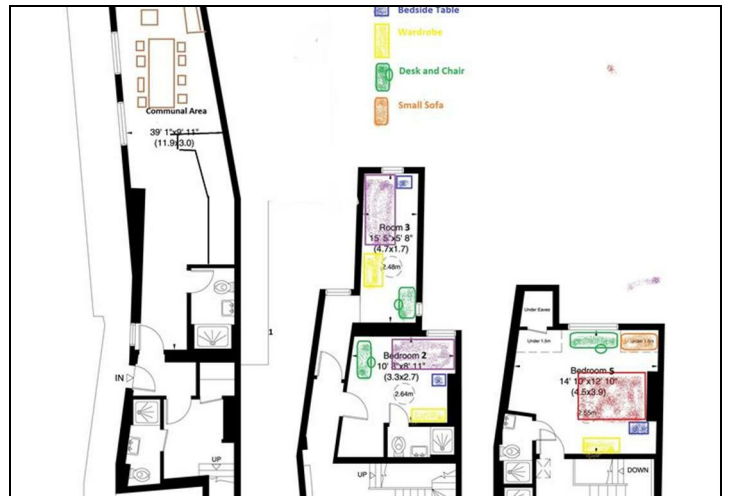 Bedside Table
Wardrobe
Desk and Chair
Small Sofa
Communal Area
39' 1"x9' 11"
(11.9x3.0)
Room 3
15' 5"x5' 8"
(4.7x1.7)
2.48m
1
IN
UP
Bedroom 2
10' 8"x8' 11"
(3.3x2.7)
2.64m
UP
Under Eaves
Under 1.5m
Under 1.5m
Bedroom 5
14' 10"x12' 10"
(4.5x3.9)
2.55m
DOWN